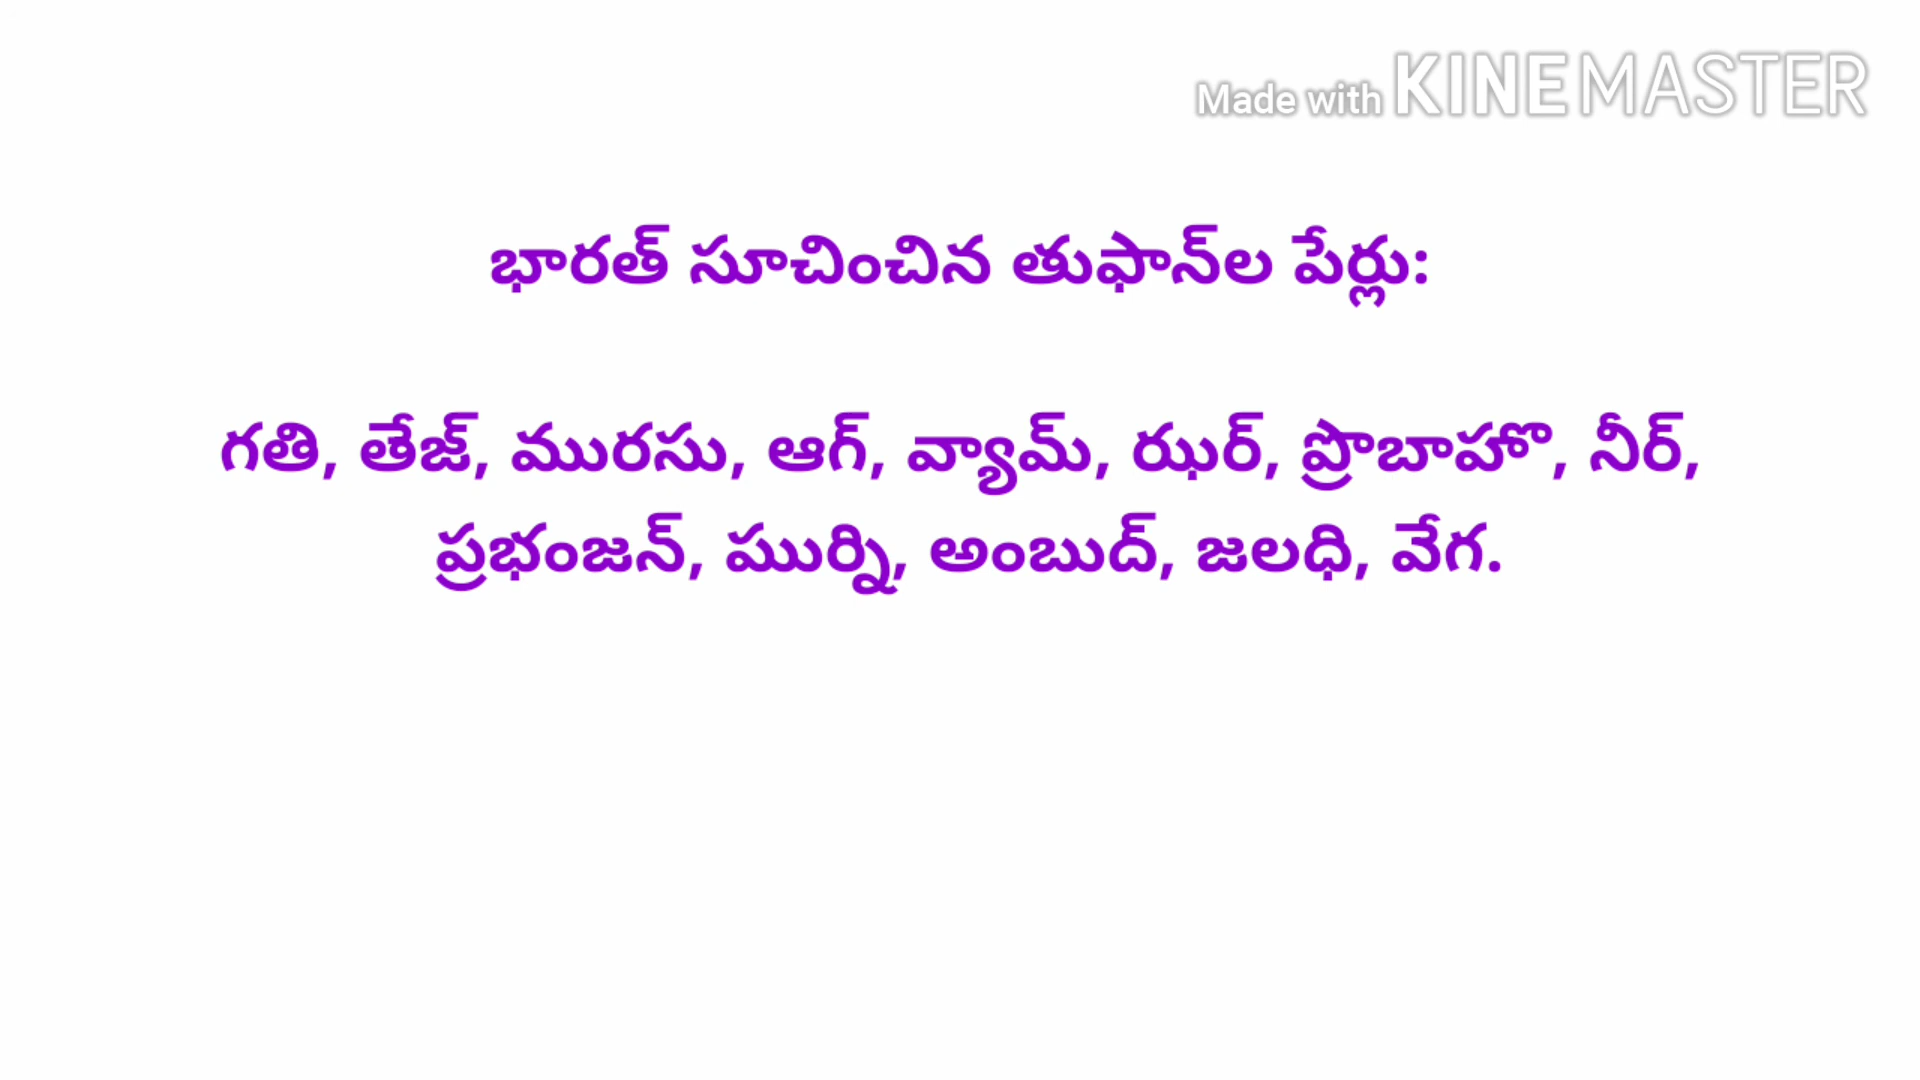 Made with KINEMASTER
భారత్ సూచించిన తుఫాన్‌ల పేర్లు:
గతి, తేజ్, మురసు, ఆగ్, వ్యామ్, ఝర్, ప్రొబాహొ, నీర్,
ప్రభంజన్, ఘుర్ని, అంబుద్, జలధి, వేగ.